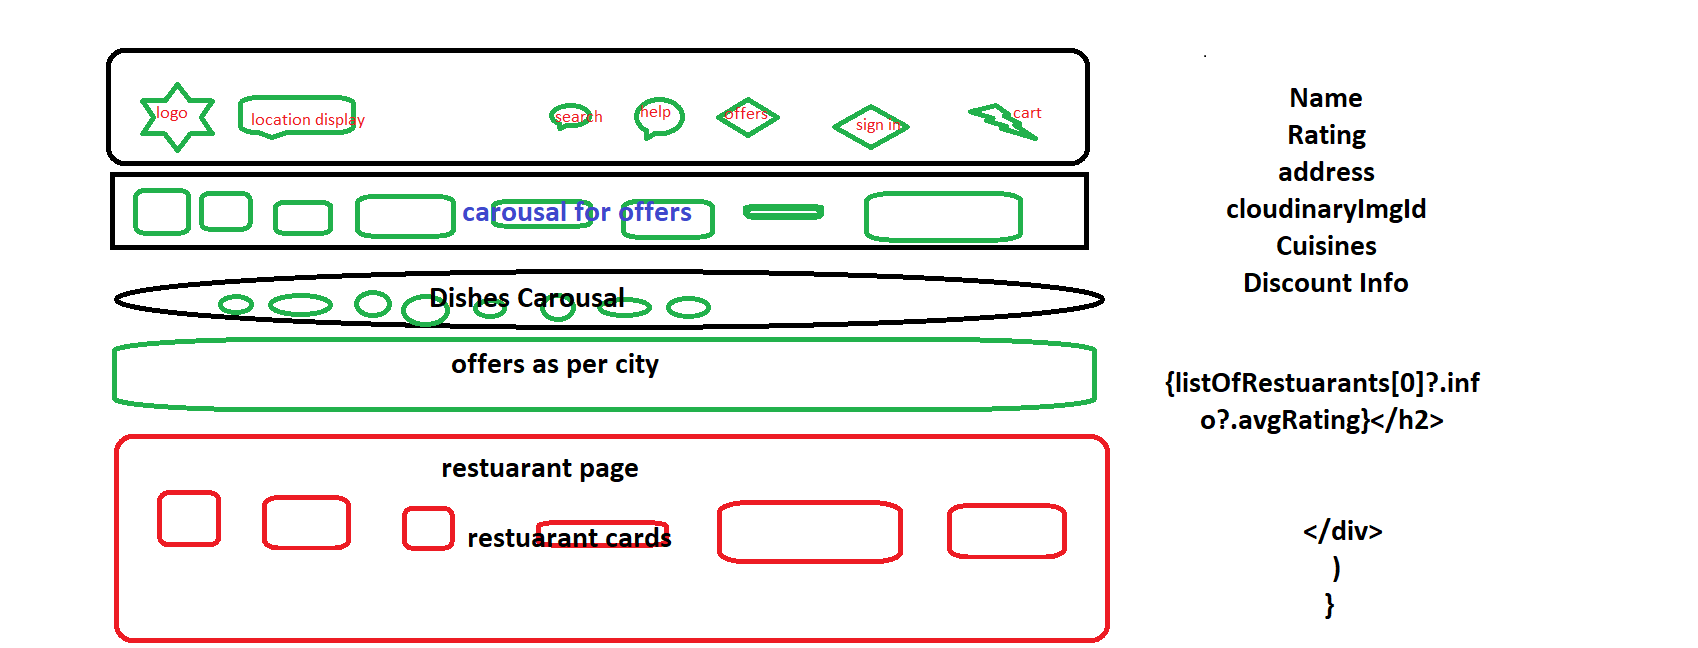 logo
location display
search
help
offers
sign in
cart
carousal for offers
Dishes Carousal
offers as per city
restuarant page
restuarant cards
Name
Rating
address
cloudinaryImgId
Cuisines
Discount Info
{listOfRestuarants[0]?.inf
o?.avgRating}</h2>
</div>
)
}